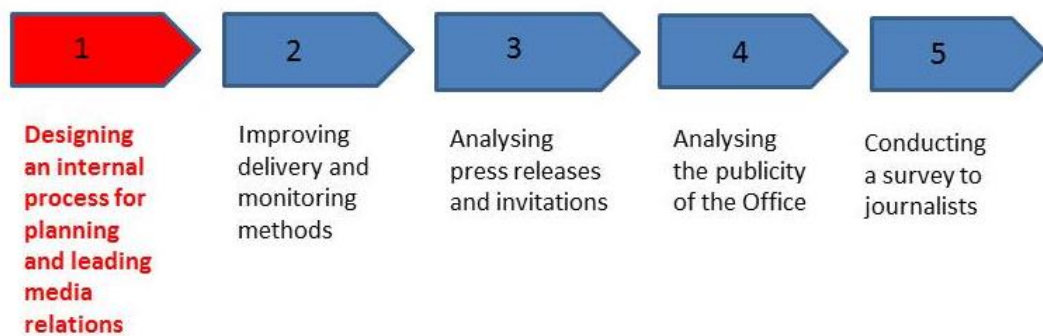 1
2
3
4
5
Designing
an internal
process for
planning
and leading
media
relations
Improving
delivery and
monitoring
methods
Analysing
press releases
and invitations
Analysing
the publicity
of the Office
Conducting
a survey to
journalists